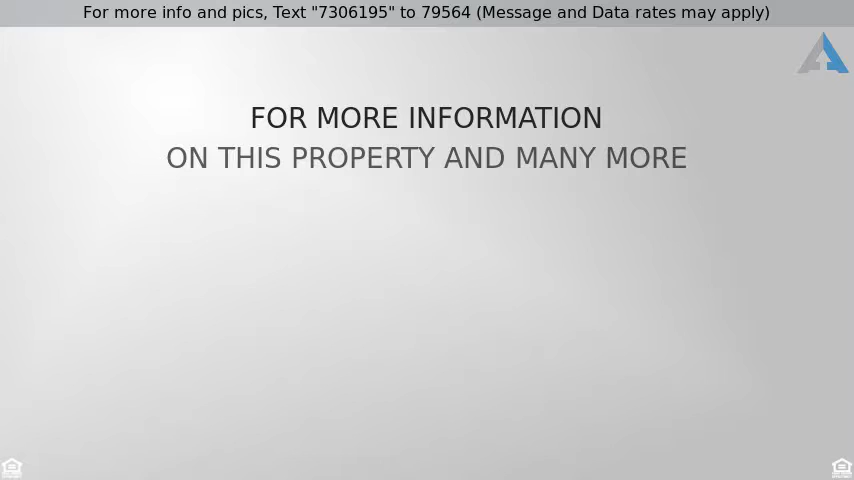 For more info and pics, Text "7306195" to 79564 (Message and Data rates may apply)
FOR MORE INFORMATION
ON THIS PROPERTY AND MANY MORE